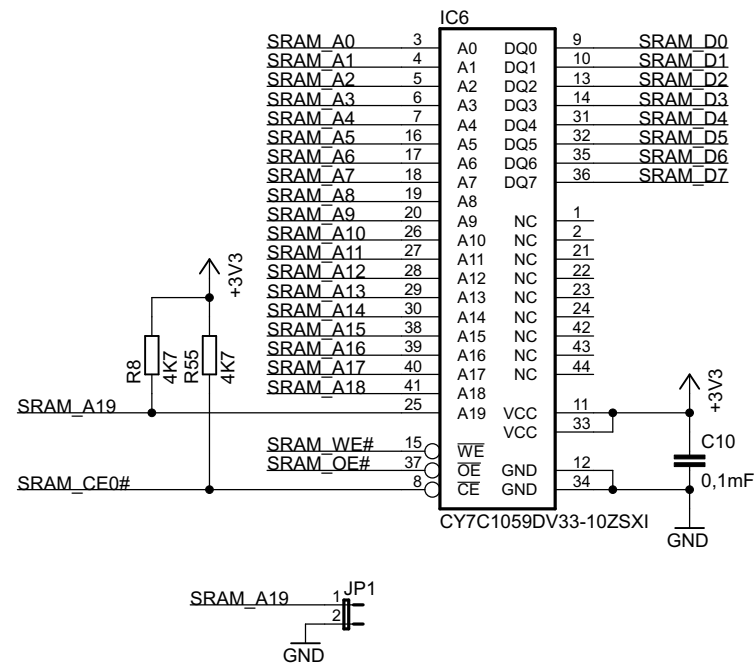 IC6
SRAM_A0 3 A0 DQ0 9 SRAM_D0
SRAM_A1 4 A1 DQ1 10 SRAM_D1
SRAM_A2 5 A2 DQ2 13 SRAM_D2
SRAM_A3 6 A3 DQ3 14 SRAM_D3
SRAM_A4 7 A4 DQ4 31 SRAM_D4
SRAM_A5 16 A5 DQ5 32 SRAM_D5
SRAM_A6 17 A6 DQ6 35 SRAM_D6
SRAM_A7 18 A7 DQ7 36 SRAM_D7
SRAM_A8 19 A8
SRAM_A9 20 A9 NC 1
SRAM_A10 26 A10 NC 2
SRAM_A11 27 A11 NC 21
SRAM_A12 28 A12 NC 22
SRAM_A13 29 A13 NC 23
SRAM_A14 30 A14 NC 24
SRAM_A15 38 A15 NC 42
SRAM_A16 39 A16 NC 43
SRAM_A17 40 A17 NC 44
SRAM_A18 41 A18
SRAM_A19 25 A19 VCC 11
VCC 33
SRAM_WE# 15 WE
SRAM_OE# 37 OE GND 12
SRAM_CE0# 8 CE GND 34
CY7C1059DV33-10ZSXI
+3V3
R8
4K7
R55
4K7
+3V3
C10
0,1mF
GND
JP1
SRAM_A19 1
2
GND